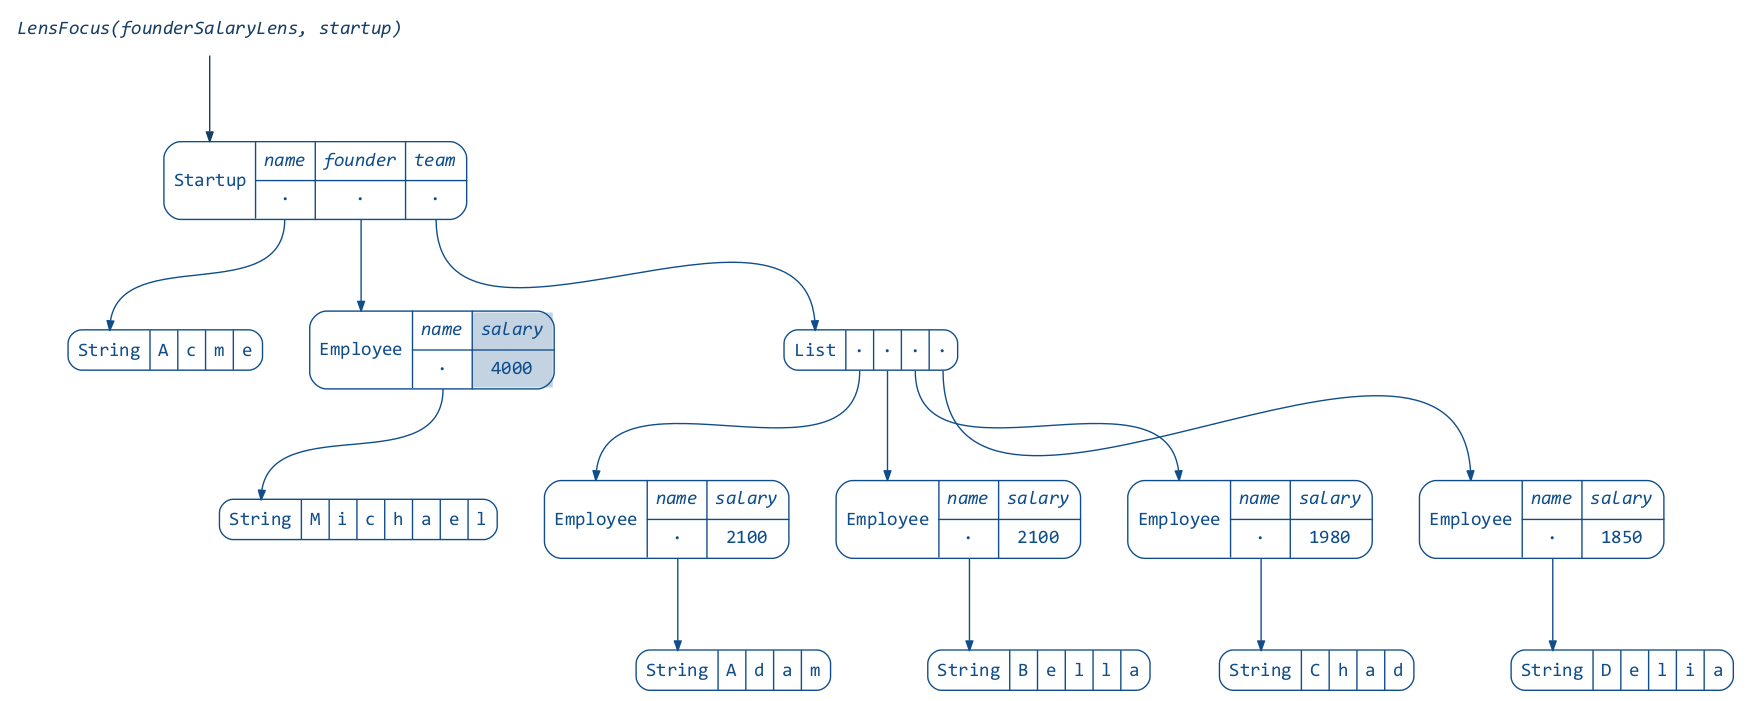 LensFocus(founderSalaryLens, startup)
Startup name founder team
· · ·
String A c m e
Employee name salary
· 4000
List · · · ·
String M i c h a e l
Employee name salary
· 2100
Employee name salary
· 2100
Employee name salary
· 1980
Employee name salary
· 1850
String A d a m
String B e l l a
String C h a d
String D e l i a